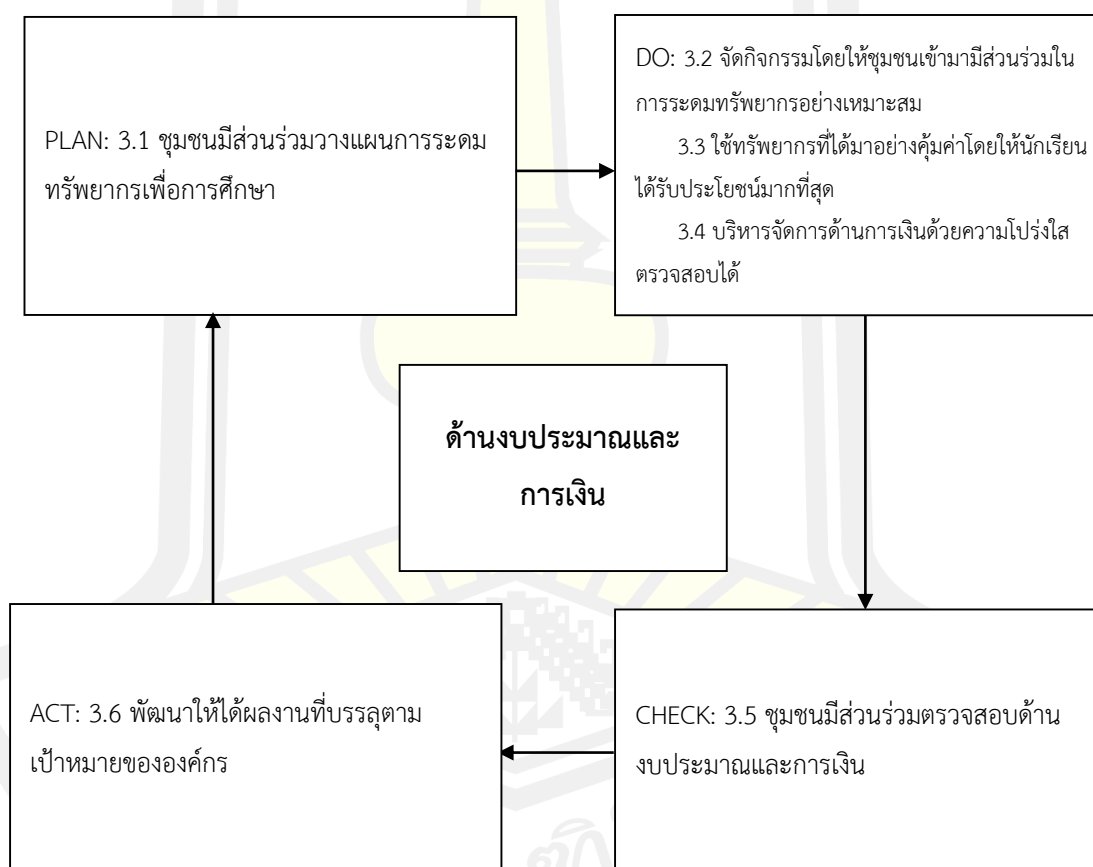 PLAN: 3.1 ชุมชนมีส่วนร่วมวางแผนการระดม
ทรัพยากรเพื่อการศึกษา
DO: 3.2 จัดกิจกรรมโดยให้ชุมชนเข้ามามีส่วนร่วมใน
การระดมทรัพยากรอย่างเหมาะสม
3.3 ใช้ทรัพยากรที่ได้มาอย่างคุ้มค่าโดยให้นักเรียน
ได้รับประโยชน์มากที่สุด
3.4 บริหารจัดการด้านการเงินด้วยความโปร่งใส
ตรวจสอบได้
ด้านงบประมาณและ
การเงิน
ACT: 3.6 พัฒนาให้ได้ผลงานที่บรรลุตาม
เป้าหมายขององค์กร
CHECK: 3.5 ชุมชนมีส่วนร่วมตรวจสอบด้าน
งบประมาณและการเงิน